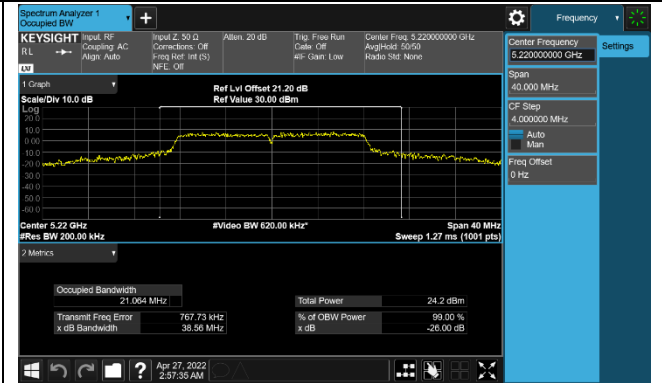 Spectrum Analyzer 1
Occupied BW
Frequency
KEYSIGHT
RL
LXI
Input: RF
Coupling: AC
Align: Auto
Input Z: 50 Ω
Corrections: Off
Freq Ref: Int (S)
NFE: Off
Atten: 20 dB
Trig: Free Run
Gate: Off
#IF Gain: Low
Center Freq: 5.220000000 GHz
Avg|Hold: 50/50
Radio Std: None
Center Frequency
5.220000000 GHz
Settings
Span
40.000 MHz
CF Step
4.000000 MHz
Auto
Man
Freq Offset
0 Hz
1 Graph
Scale/Div 10.0 dB
Ref Lvl Offset 21.20 dB
Ref Value 30.00 dBm
Log
20.0
10.0
0.00
-10.0
-20.0
-30.0
-40.0
-50.0
-60.0
Center 5.22 GHz
#Res BW 200.00 kHz
#Video BW 620.00 kHz*
Span 40 MHz
Sweep 1.27 ms (1001 pts)
2 Metrics
Occupied Bandwidth
21.064 MHz
Total Power 24.2 dBm
Transmit Freq Error 767.73 kHz
% of OBW Power 99.00 %
x dB Bandwidth 38.56 MHz
x dB -26.00 dB
?
Apr 27, 2022
2:57:35 AM